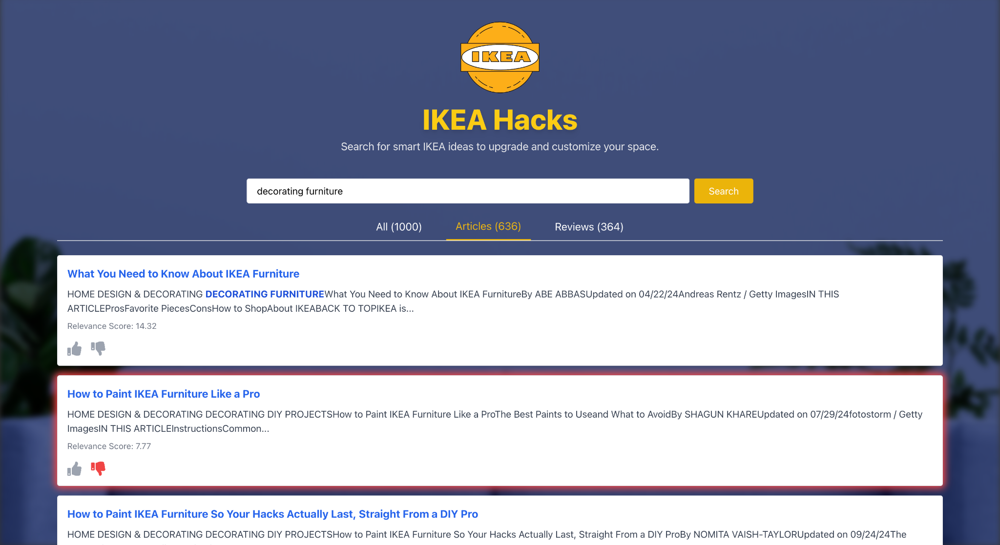 IKEA
IKEA Hacks
Search for smart IKEA ideas to upgrade and customize your space.
decorating furniture
Search
All (1000)
Articles (636)
Reviews (364)
What You Need to Know About IKEA Furniture
HOME DESIGN & DECORATING DECORATING FURNITUREWhat You Need to Know About IKEA FurnitureBy ABE ABBASUpdated on 04/22/24Andreas Rentz / Getty ImagesIN THIS
ARTICLEProsFavorite PiecesConsHow to ShopAbout IKEABACK TO TOPIKEA is...
Relevance Score: 14.32
How to Paint IKEA Furniture Like a Pro
HOME DESIGN & DECORATING DECORATING DIY PROJECTSHow to Paint IKEA Furniture Like a ProThe Best Paints to Useand What to AvoidBy SHAGUN KHAREUpdated on 07/29/24fotostorm / Getty
ImagesIN THIS ARTICLEInstructionsCommon...
Relevance Score: 7.77
How to Paint IKEA Furniture So Your Hacks Actually Last, Straight From a DIY Pro
HOME DESIGN & DECORATING DECORATING DIY PROJECTSHow to Paint IKEA Furniture So Your Hacks Actually Last, Straight From a DIY ProBy NOMITA VAISH-TAYLORUpdated on 09/24/24The